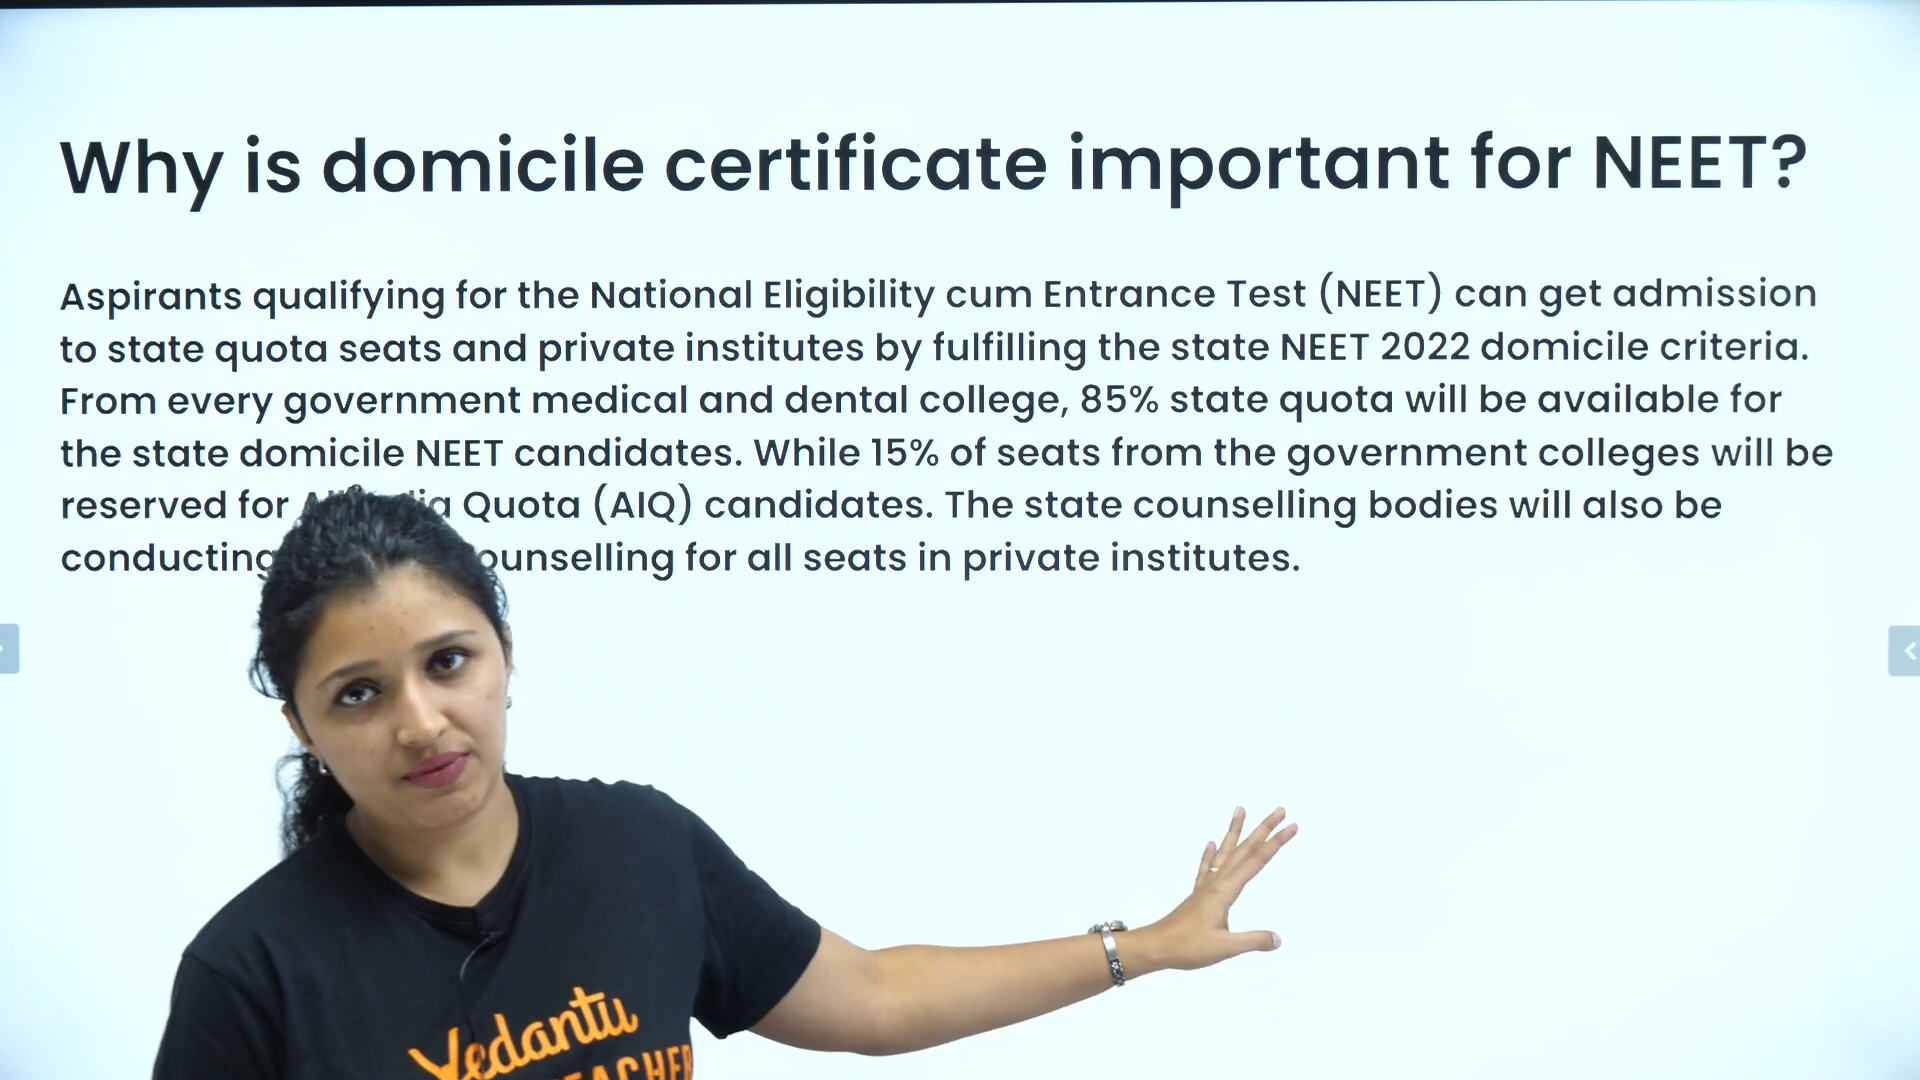 Why is domicile certificate important for NEET?
Aspirants qualifying for the National Eligibility cum Entrance Test (NEET) can get admission
to state quota seats and private institutes by fulfilling the state NEET 2022 domicile criteria.
From every government medical and dental college, 85% state quota will be available for
the state domicile NEET candidates. While 15% of seats from the government colleges will be
reserved for Quota (AIQ) candidates. The state counselling bodies will also be
conducting for all seats in private institutes.
Vedantu